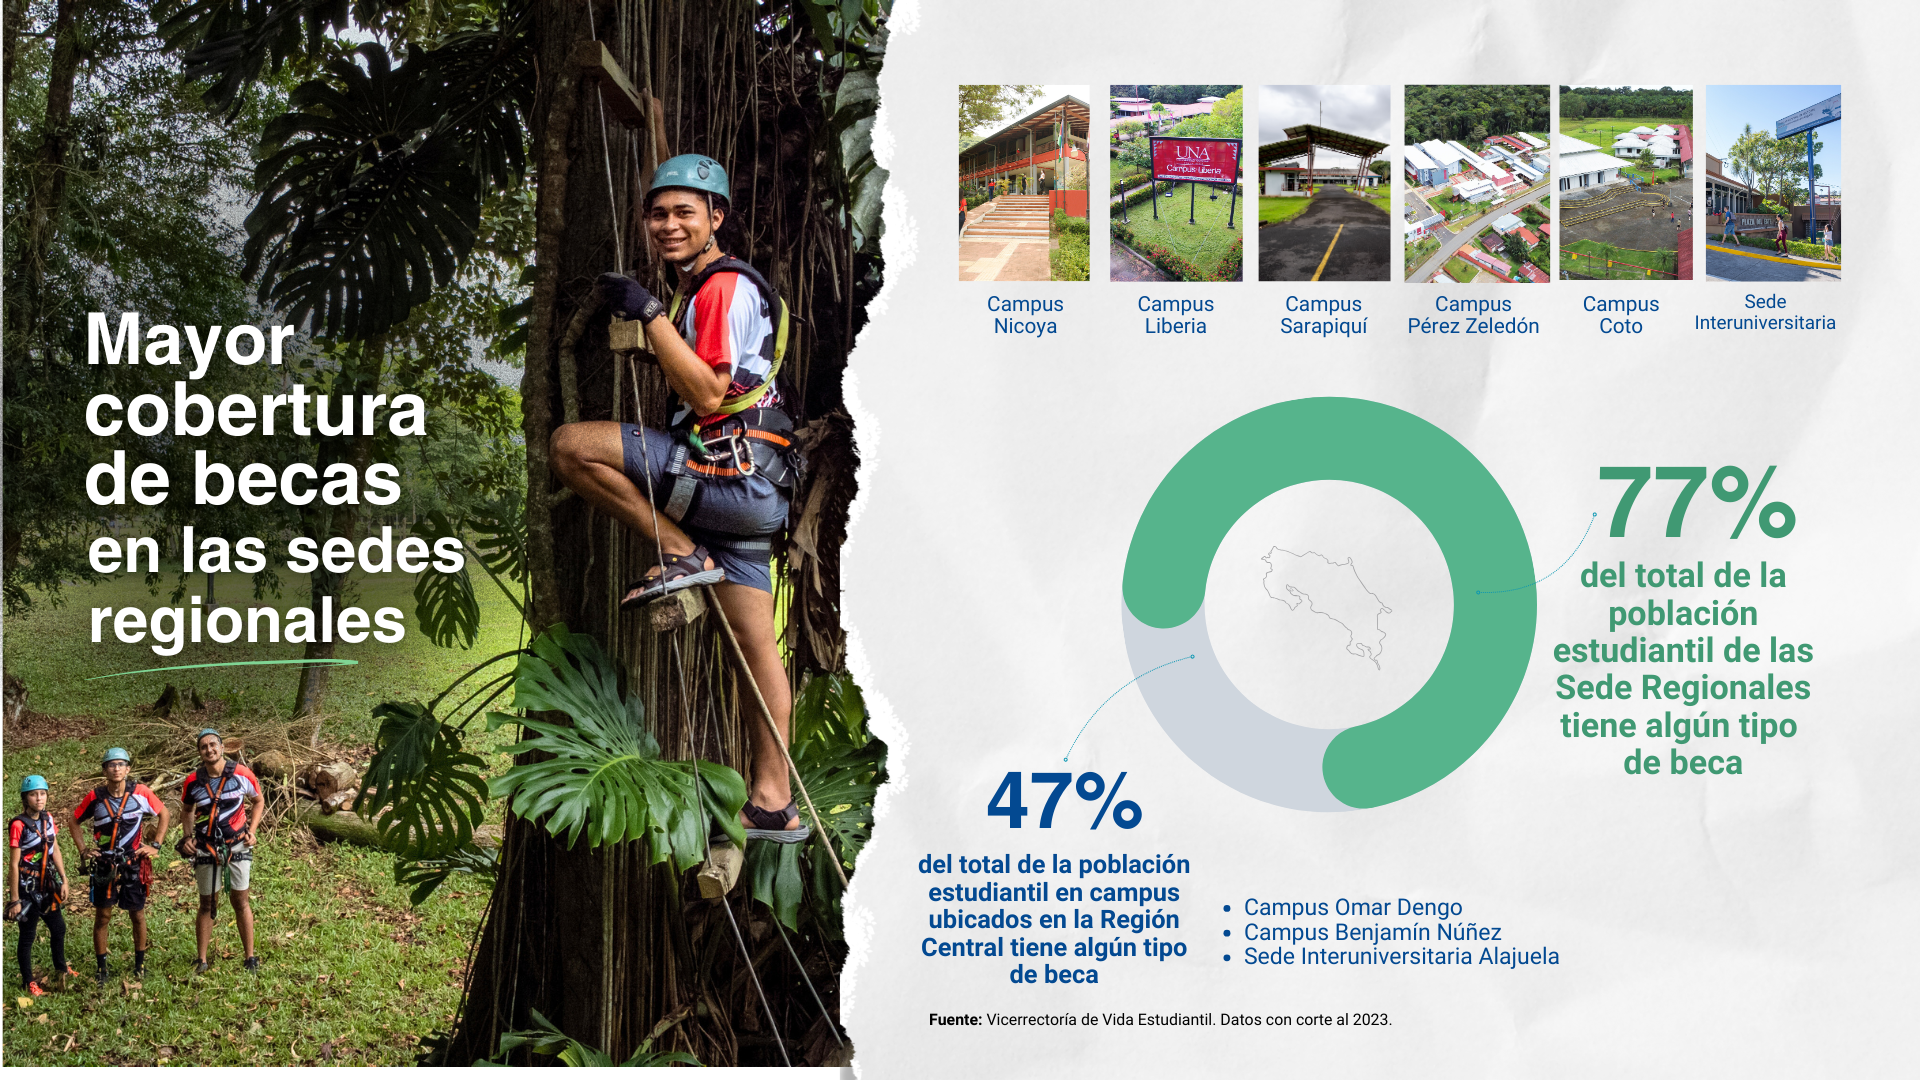 Mayor
cobertura
de becas
en las sedes
regionales
UNA
Campus Liberia
Campus
Nicoya
Campus
Liberia
Campus
Sarapiquí
Campus
Pérez Zeledón
Campus
Coto
Sede
Interuniversitaria
77%
del total de la
población
estudiantil de las
Sede Regionales
tiene algún tipo
de beca
47%
del total de la población
estudiantil en campus
ubicados en la Región
Central tiene algún tipo
de beca
• Campus Omar Dengo
• Campus Benjamín Núñez
• Sede Interuniversitaria Alajuela
Fuente: Vicerrectoría de Vida Estudiantil. Datos con corte al 2023.